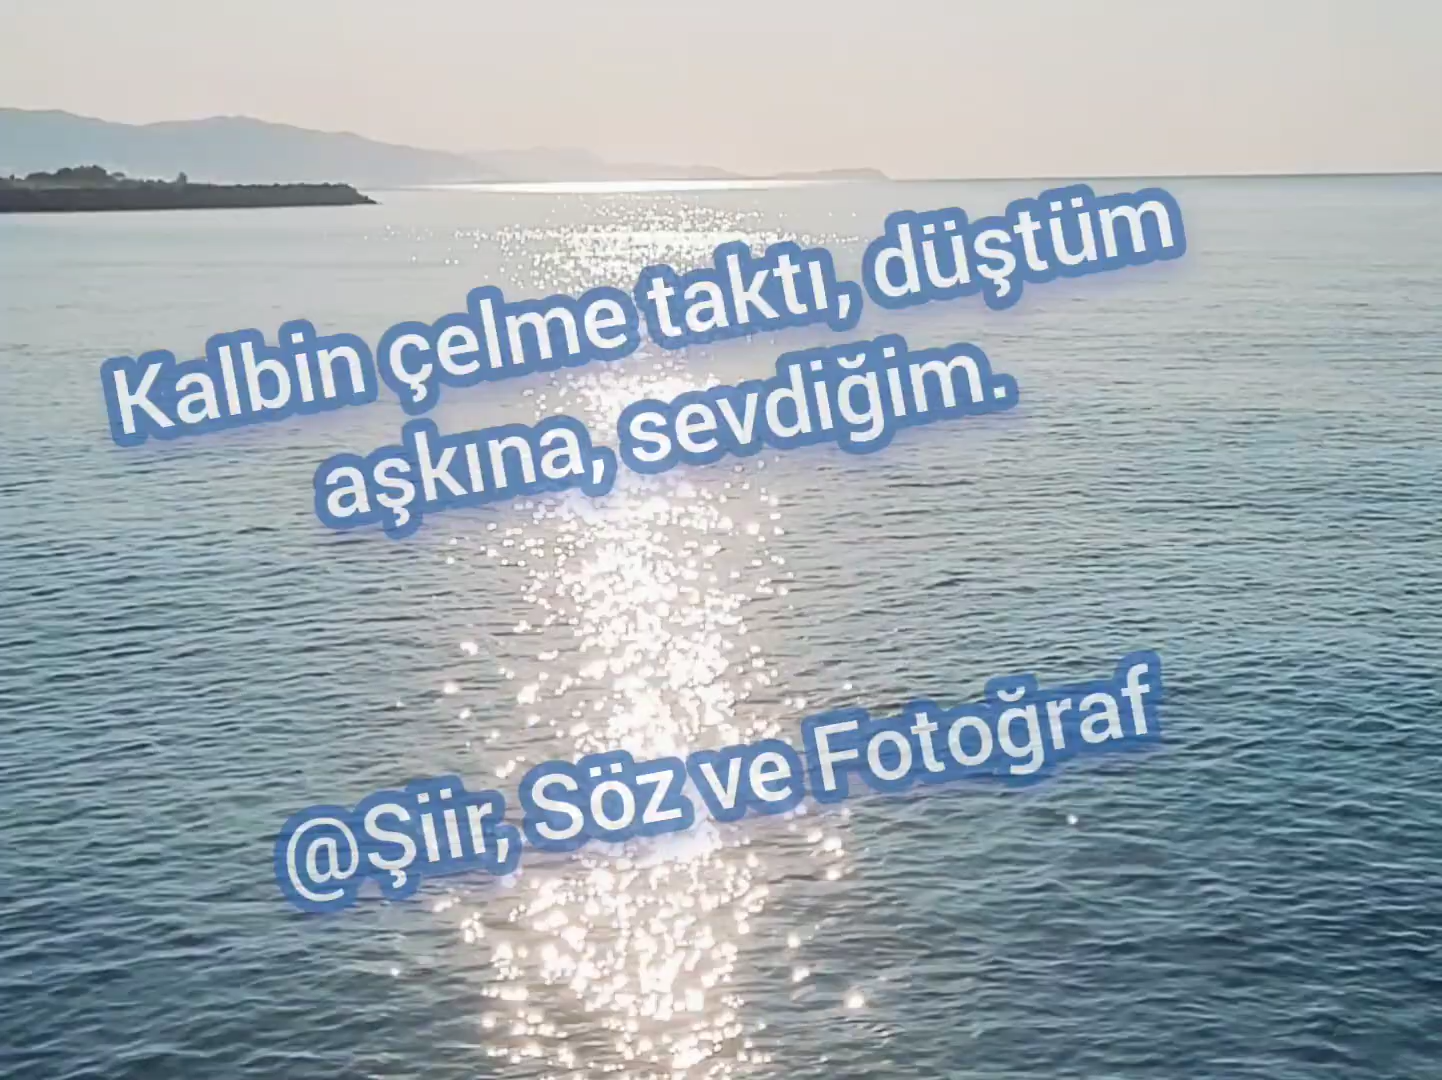 Kalbin çelme taktı, düştüm
aşkına, sevdiğim.
@Şiir, Söz ve Fotoğraf